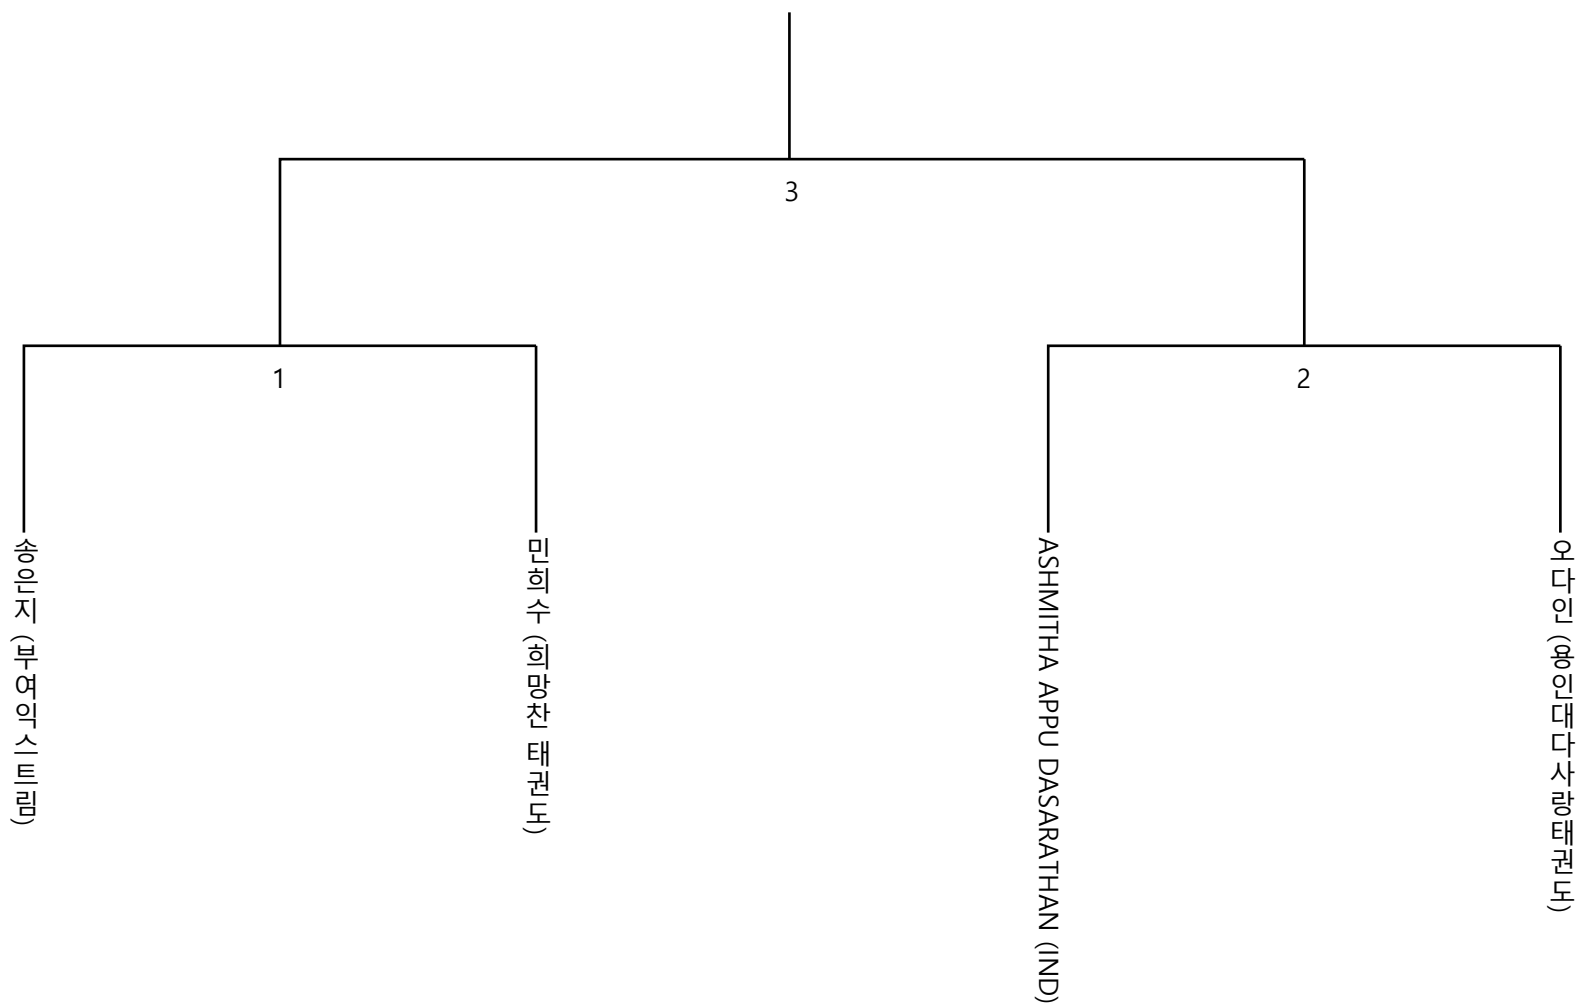 3
1
2
송은지 (부여익스트림)
민희수 (희망찬 태권도)
ASHMITHA APPU DASARATHAN (IND)
오다인 (용인대다사랑태권도)